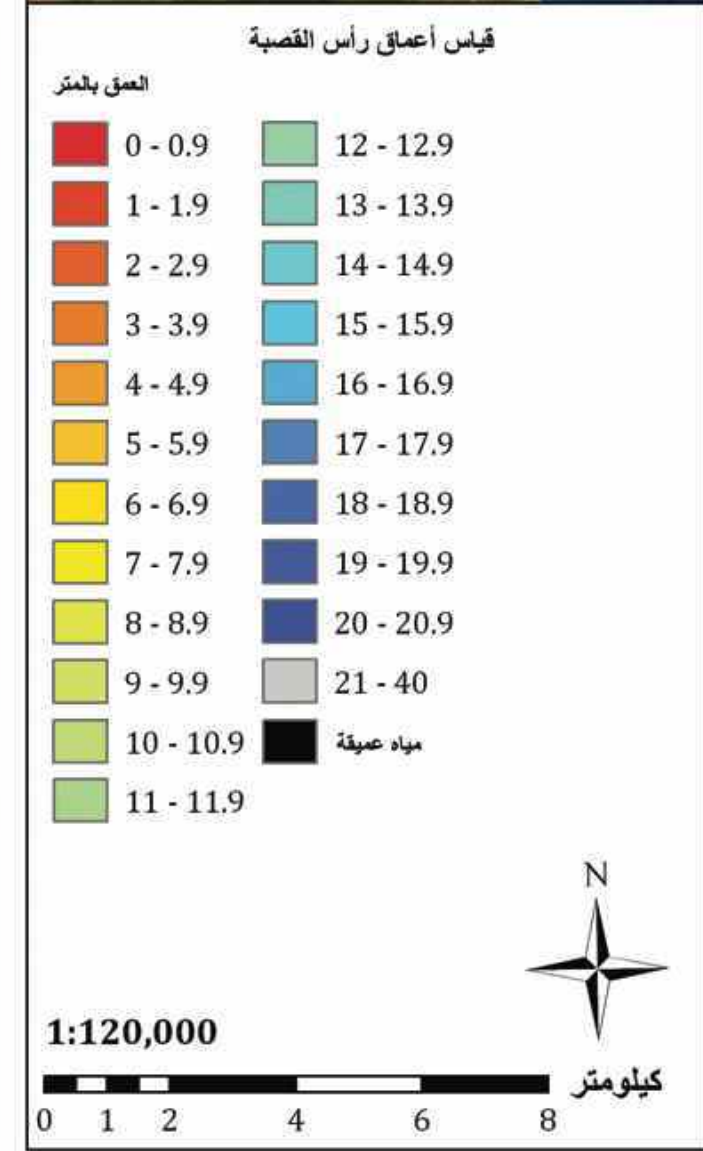 قياس أعماق رأس القصبة
العمق بالمتر
0 - 0.9
1 - 1.9
2 - 2.9
3 - 3.9
4 - 4.9
5 - 5.9
6 - 6.9
7 - 7.9
8 - 8.9
9 - 9.9
10 - 10.9
11 - 11.9
12 - 12.9
13 - 13.9
14 - 14.9
15 - 15.9
16 - 16.9
17 - 17.9
18 - 18.9
19 - 19.9
20 - 20.9
21 - 40
مياه عميقة
N
1:120,000
كيلومتر
0 1 2 4 6 8